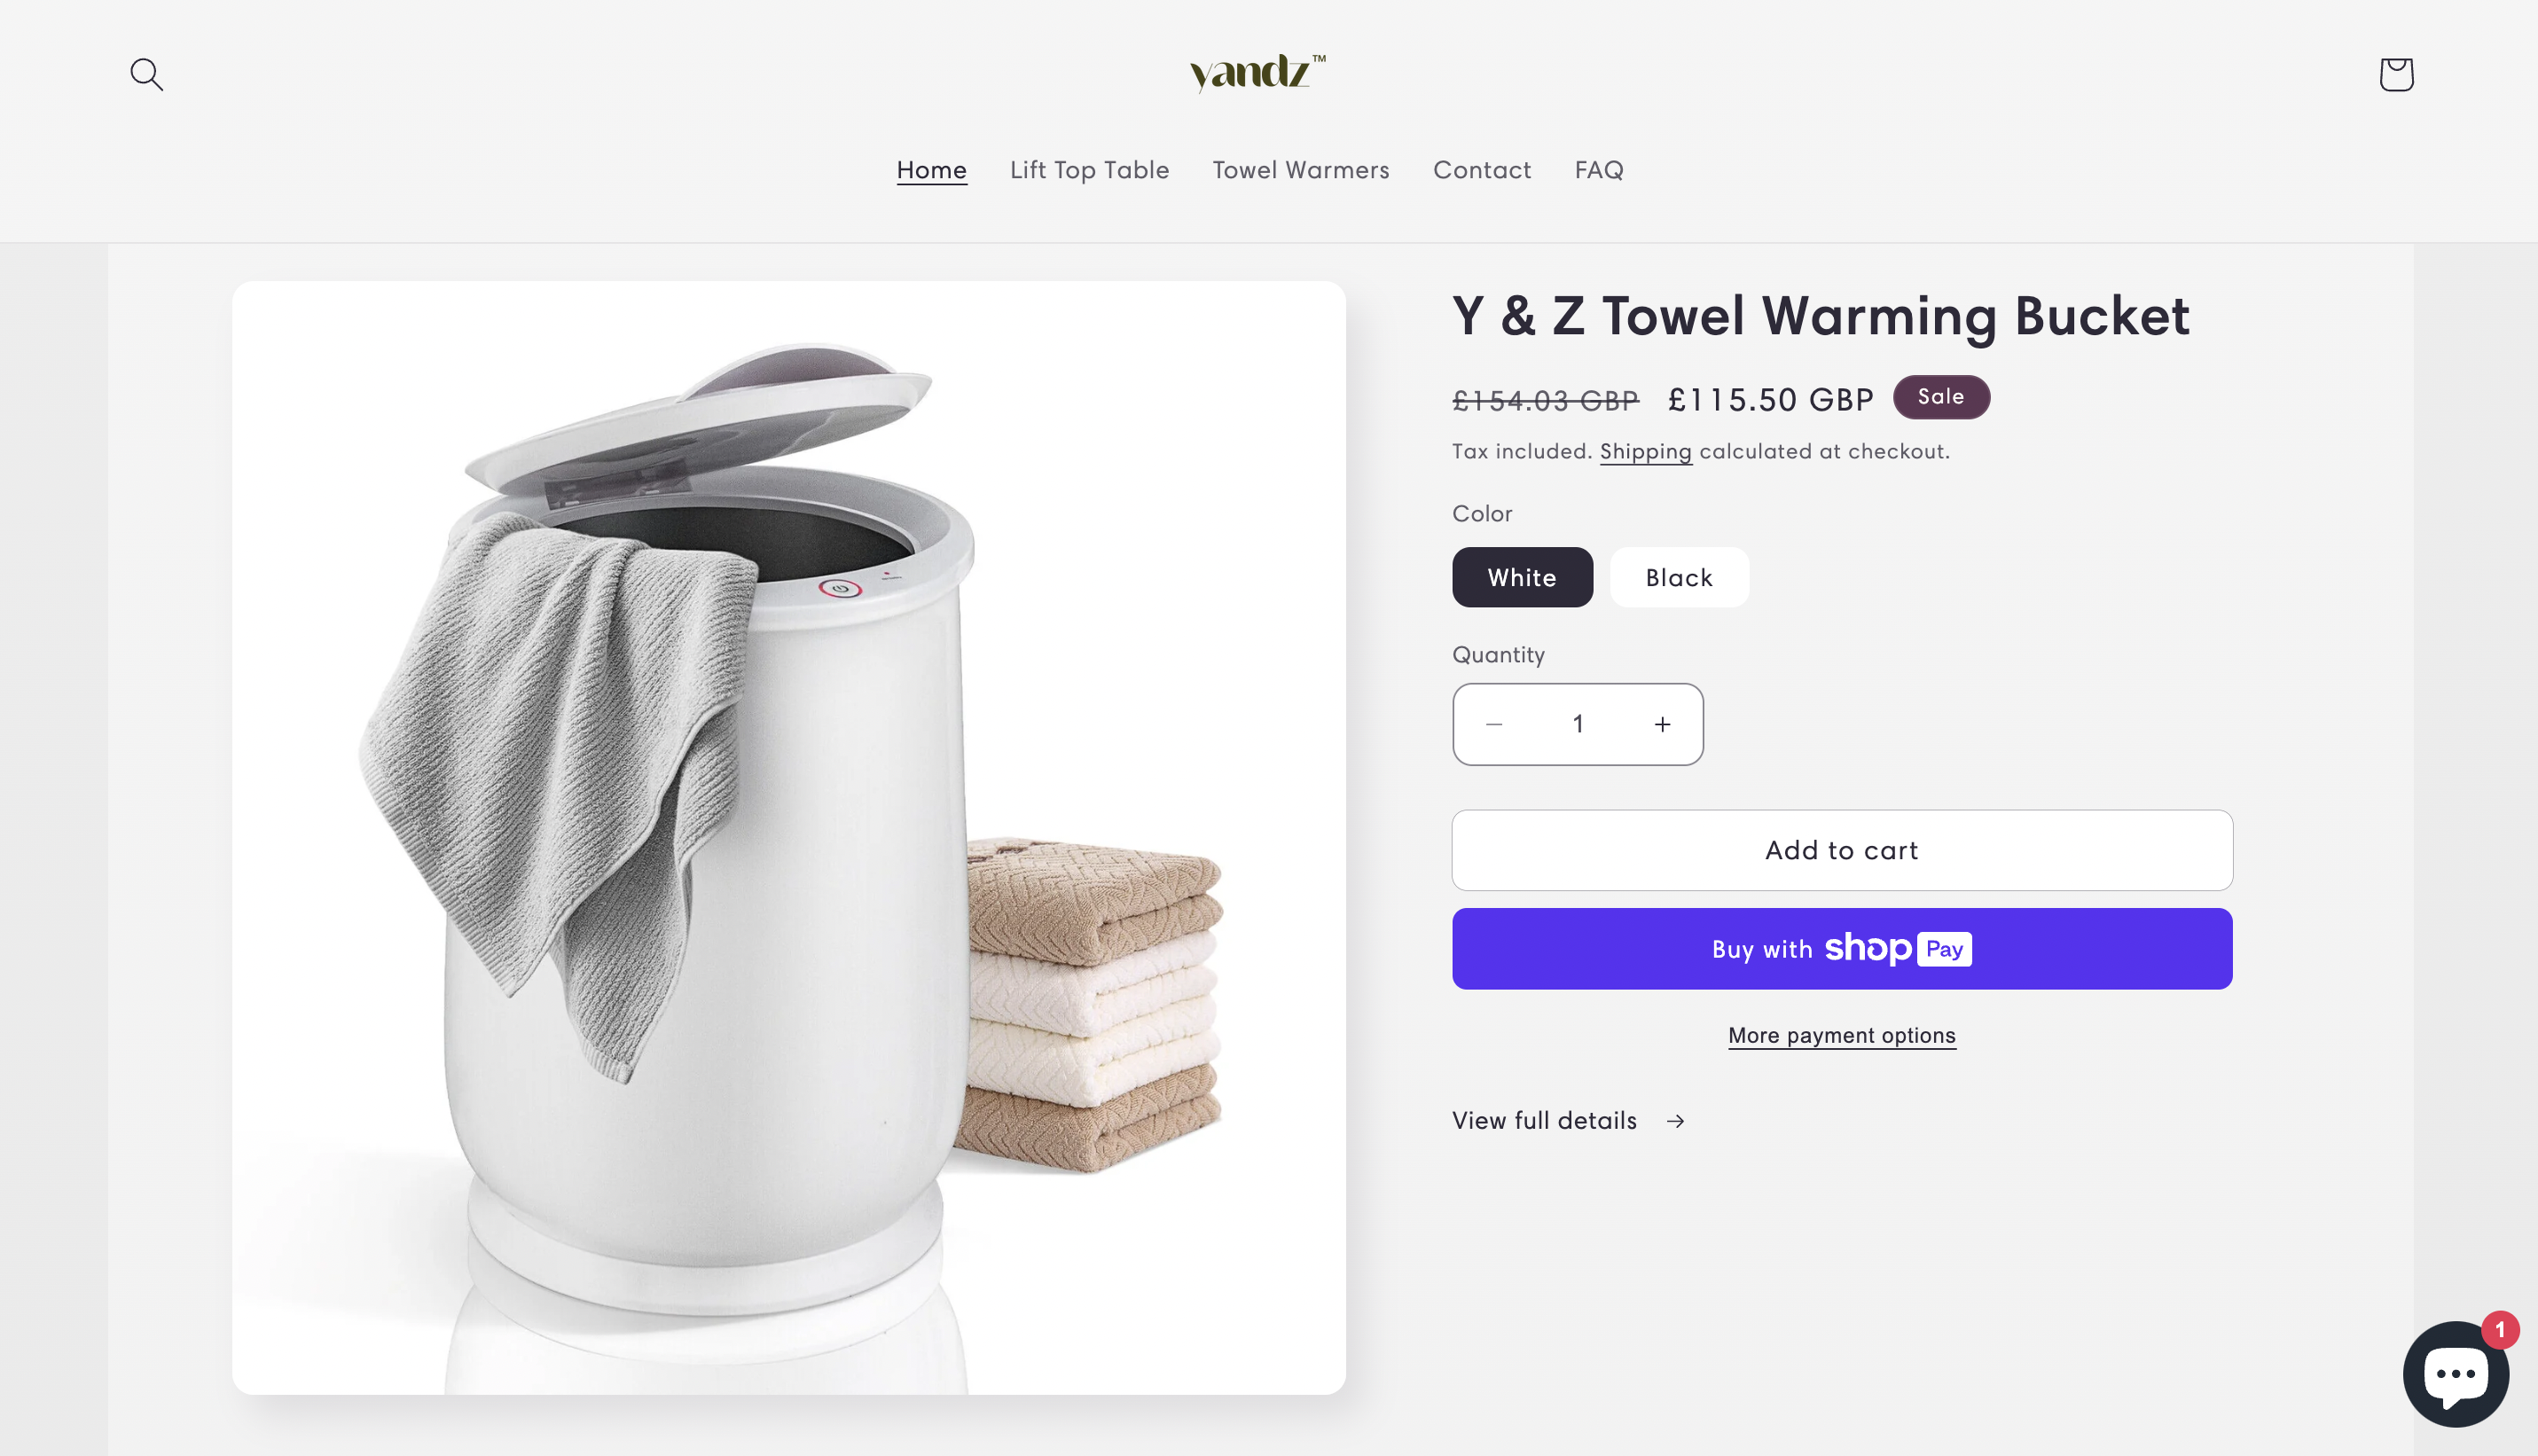 yandz™
Home Lift Top Table Towel Warmers Contact FAQ
Y & Z Towel Warming Bucket
£154.03 GBP £115.50 GBP Sale
Tax included. Shipping calculated at checkout.
Color
White Black
Quantity
1
Add to cart
Buy with shop Pay
More payment options
View full details →
1